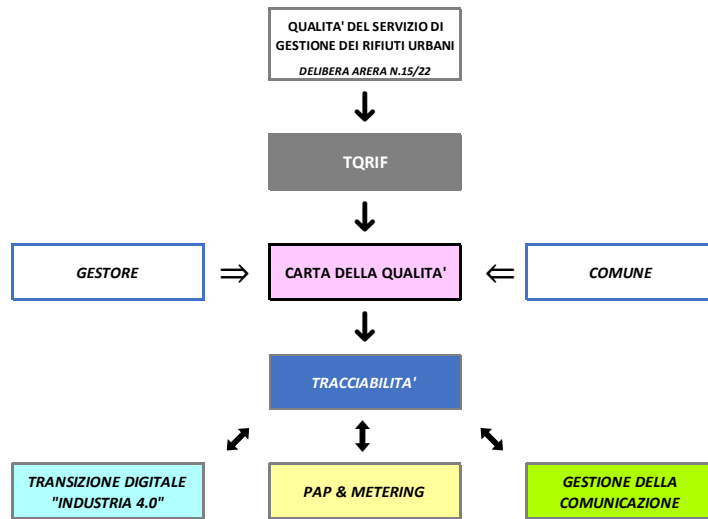 QUALITA' DEL SERVIZIO DI
GESTIONE DEI RIFIUTI URBANI
DELIBERA ARERA N.15/22
TQRIF
GESTORE
CARTA DELLA QUALITA'
COMUNE
TRACCIABILITA'
TRANSIZIONE DIGITALE
"INDUSTRIA 4.0"
PAP & METERING
GESTIONE DELLA
COMUNICAZIONE